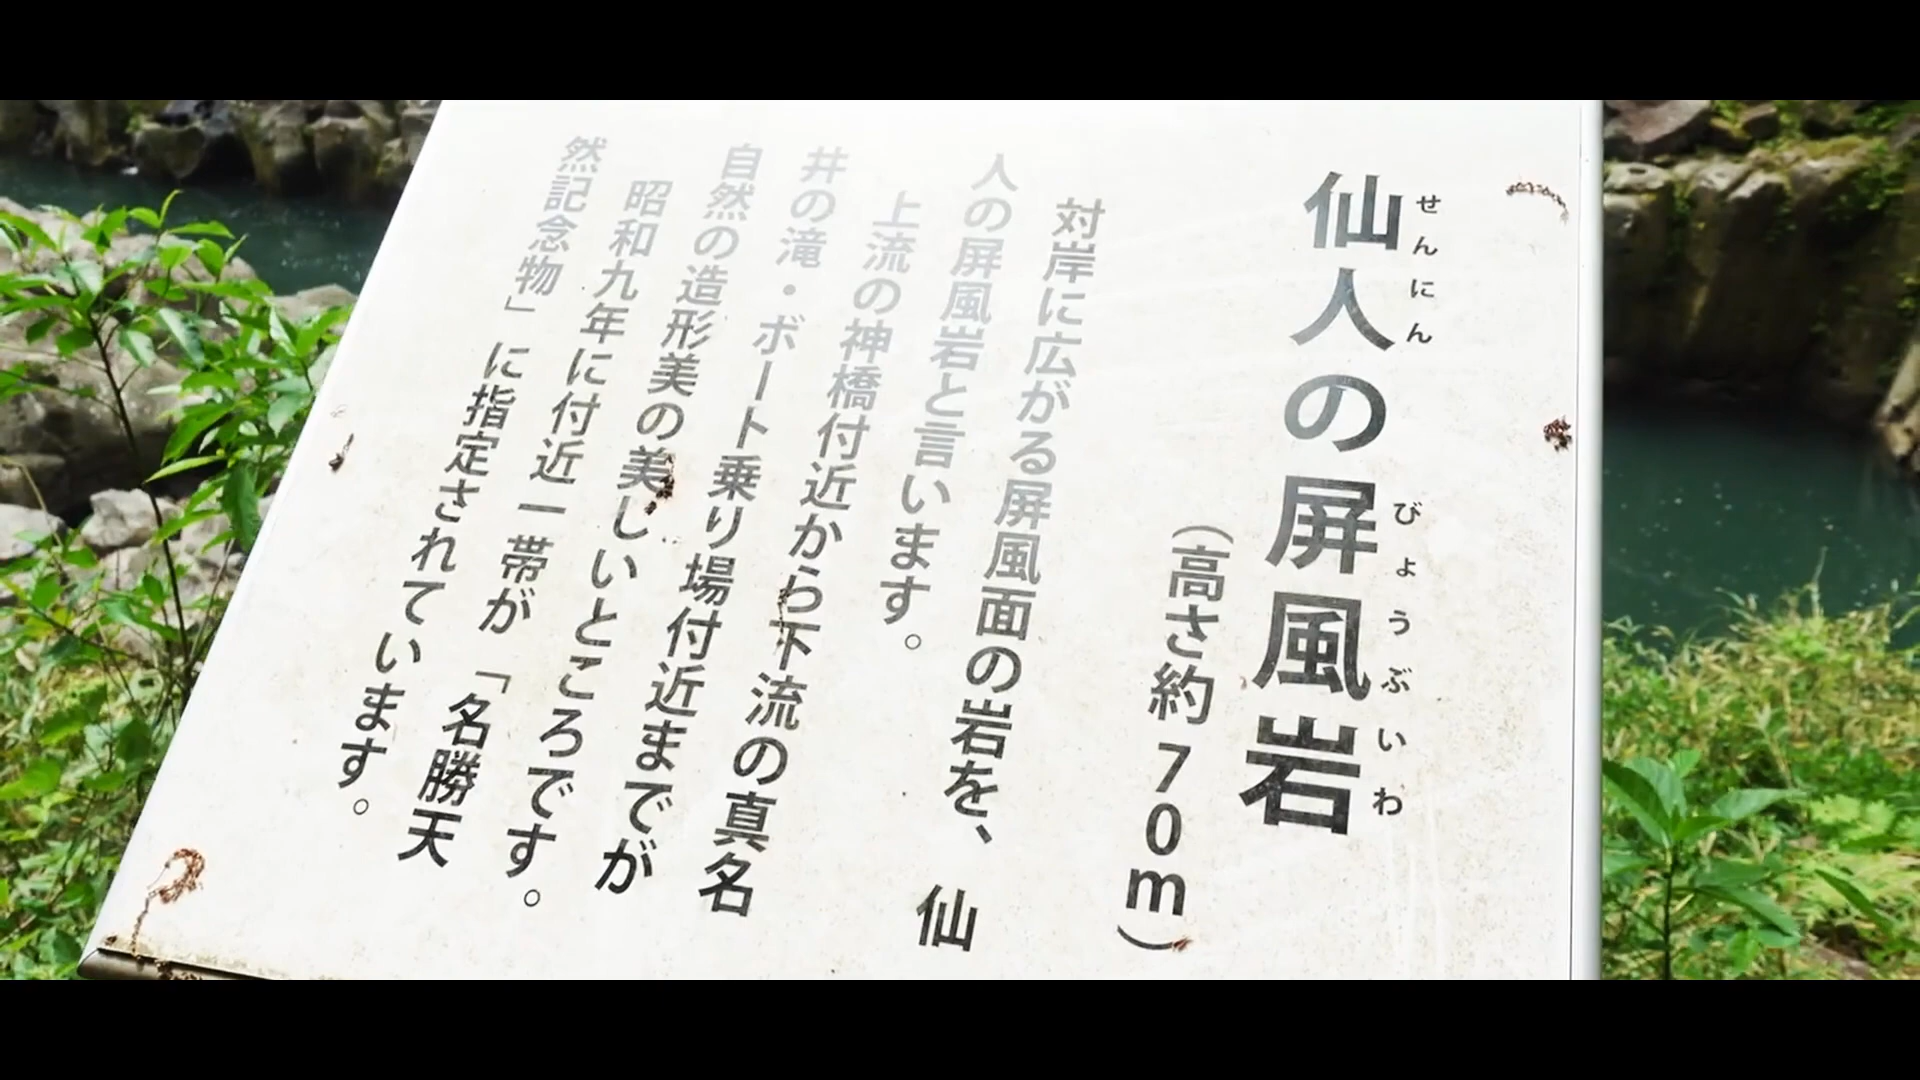 仙人の屏風岩
せんにん びょうぶいわ
(高さ約70m)
対岸に広がる屏風面の岩を、仙
人の屏風岩と言います。
上流の神橋付近から下流の真名
井の滝・ボート乗り場付近までが
自然の造形美の美しいところです。
昭和九年に付近一帯が「名勝天
然記念物」に指定されています。